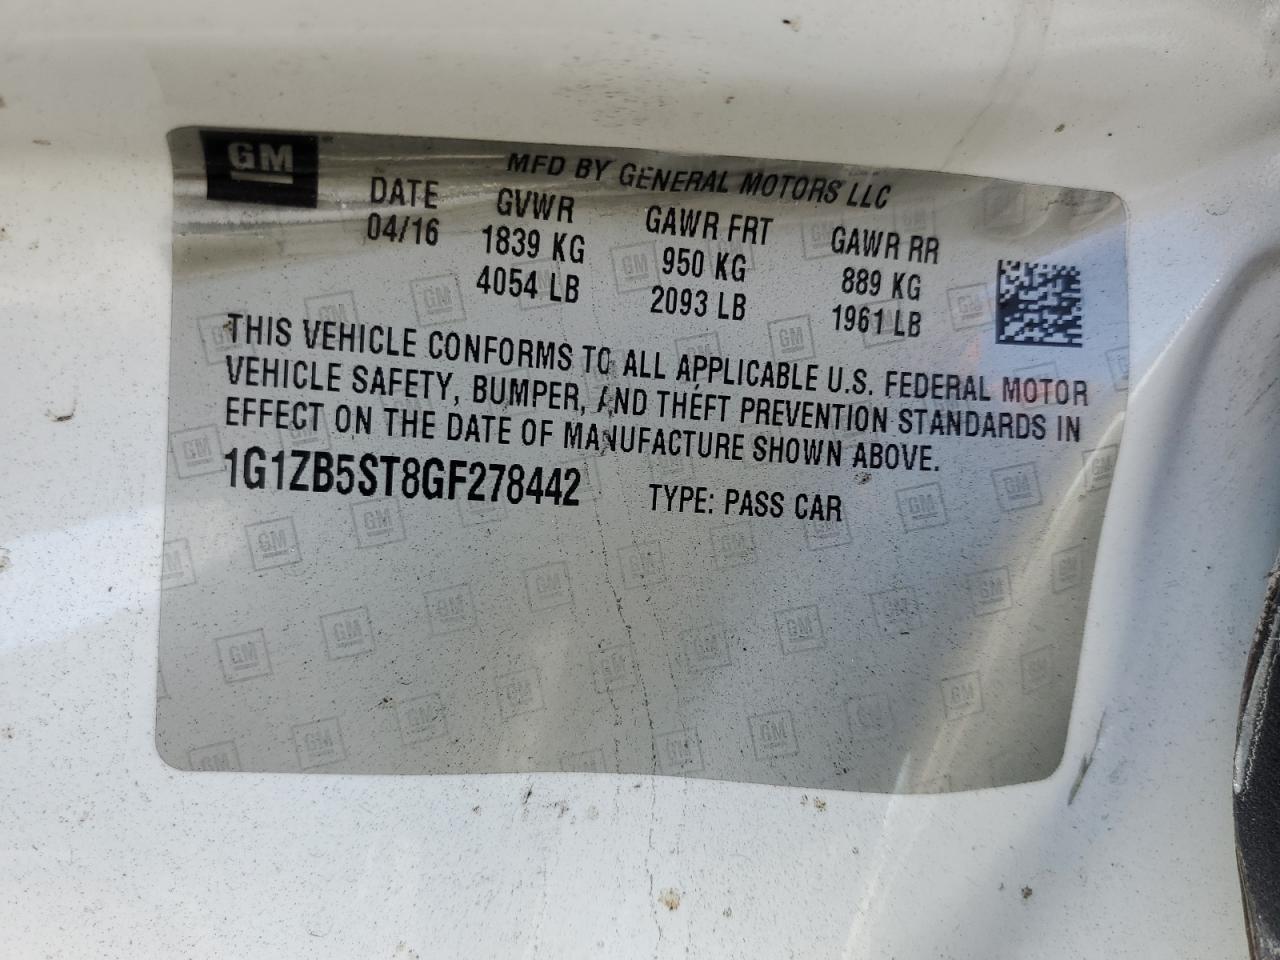 GM
MFD BY GENERAL MOTORS LLC
DATE GVWR GAWR FRT GAWR RR
04/16 1839 KG 950 KG 889 KG
4054 LB 2093 LB 1961 LB
THIS VEHICLE CONFORMS TO ALL APPLICABLE U.S. FEDERAL MOTOR
VEHICLE SAFETY, BUMPER, AND THEFT PREVENTION STANDARDS IN
EFFECT ON THE DATE OF MANUFACTURE SHOWN ABOVE.
1G1ZB5ST8GF278442 TYPE: PASS CAR